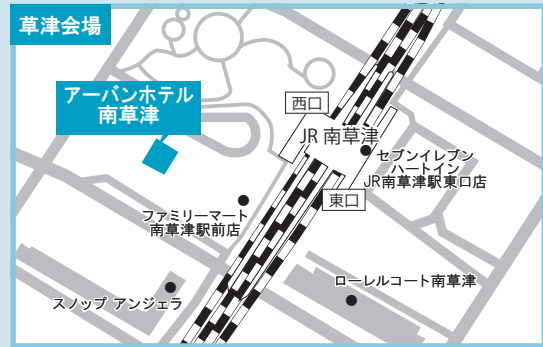 草津会場
アーバンホテル
南草津
西口
JR 南草津
セブンイレブン
ハートイン
JR南草津駅東口店
東口
ファミリーマート
南草津駅前店
ローレルコート南草津
スノップ アンジェラ